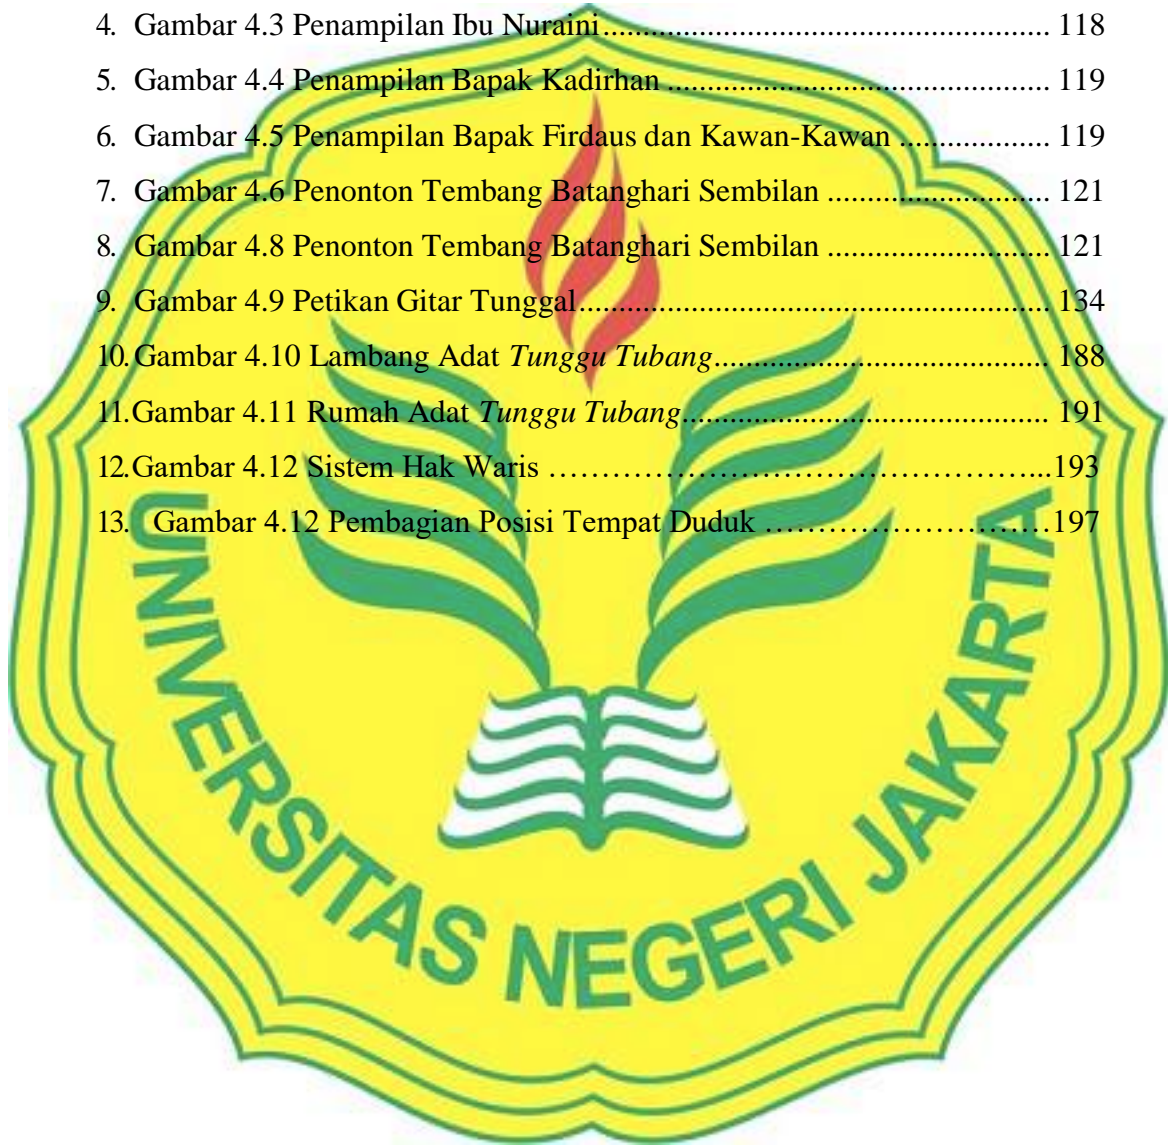 4. Gambar 4.3 Penampilan Ibu Nuraini........................................................ 118
5. Gambar 4.4 Penampilan Bapak Kadirhan ................................................ 119
6. Gambar 4.5 Penampilan Bapak Firdaus dan Kawan-Kawan ................... 119
7. Gambar 4.6 Penonton Tembang Batanghari Sembilan ............................ 121
8. Gambar 4.8 Penonton Tembang Batanghari Sembilan ............................ 121
9. Gambar 4.9 Petikan Gitar Tunggal........................................................... 134
10. Gambar 4.10 Lambang Adat Tunggu Tubang.......................................... 188
11.Gambar 4.11 Rumah Adat Tunggu Tubang.............................................. 191
12.Gambar 4.12 Sistem Hak Waris …………………………………………...193
13. Gambar 4.12 Pembagian Posisi Tempat Duduk ………………………197
UNIVERSITAS NEGERI JAKARTA